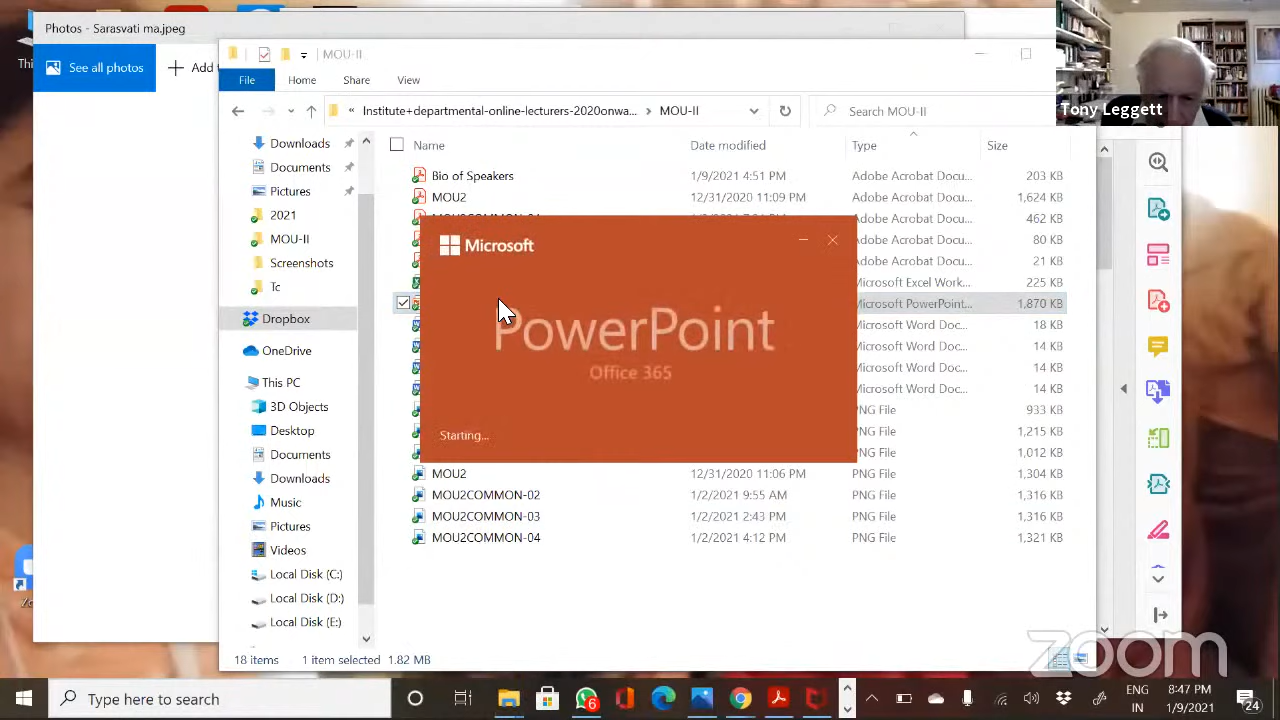 Photos - Sarasvati ma.jpeg
See all photos
Add
MOU-II
File
Home
Share
View
MOU-II
Search MOU-II
Tony Leggett
Name
Date modified
Type
Size
Downloads
Documents
Pictures
2021
MOU-II
Screenshots
Tc
Dropbox
OneDrive
This PC
3D Objects
Desktop
Documents
Downloads
Music
Pictures
Videos
Local Disk (C:)
Local Disk (D:)
Local Disk (E:)
Bio of Speakers 1/9/2021 4:51 PM Adobe Acrobat Docu... 203 KB
MOU2 12/31/2020 11:09 PM Adobe Acrobat Docu... 1,624 KB
Adobe Acrobat Docu... 462 KB
Adobe Acrobat Docu... 80 KB
Adobe Acrobat Docu... 21 KB
Microsoft Excel Work... 225 KB
Microsoft PowerPoint... 1,870 KB
Microsoft Word Doc... 18 KB
Microsoft Word Doc... 14 KB
Microsoft Word Doc... 14 KB
Microsoft Word Doc... 14 KB
PNG File 933 KB
PNG File 1,215 KB
PNG File 1,012 KB
MOU2 12/31/2020 11:06 PM PNG File 1,304 KB
MOU2COMMON-02 1/2/2021 9:55 AM PNG File 1,316 KB
MOU2COMMON-03 1/2/2021 2:43 PM PNG File 1,316 KB
MOU2COMMON-04 1/2/2021 4:12 PM PNG File 1,321 KB
Microsoft
PowerPoint
Office 365
Starting...
18 items
1 item selected 1.82 MB
zoom
Type here to search
6
ENG
IN
8:47 PM
1/9/2021
24